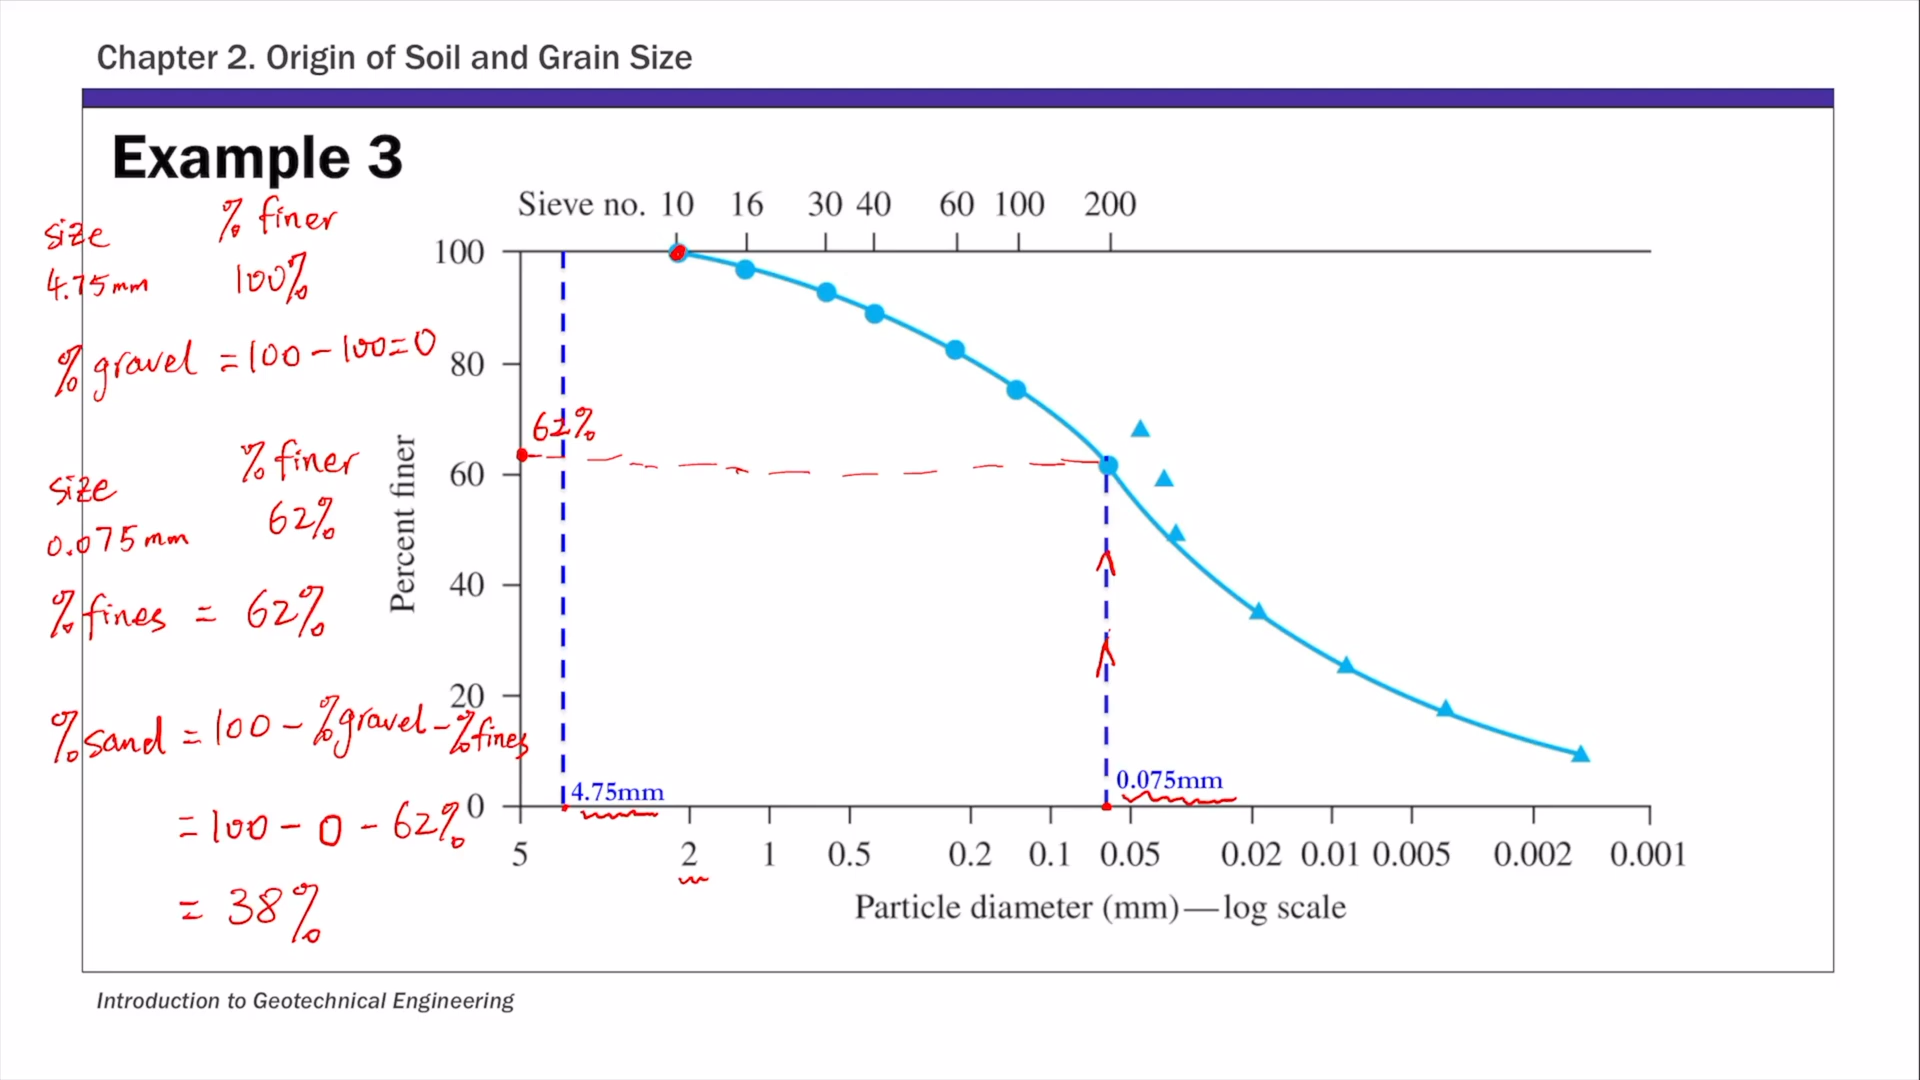 Chapter 2. Origin of Soil and Grain Size
Example 3
size % finer
4.75mm 100%
% gravel = 100 - 100 = 0
size % finer
0.075mm 62%
% fines = 62%
% sand = 100 - % gravel - % fines
= 100 - 0 - 62%
= 38%
Sieve no. 10 16 30 40 60 100 200
100
80
62%
60
40
20
0
Percent finer
4.75mm
0.075mm
5 2 1 0.5 0.2 0.1 0.05 0.02 0.01 0.005 0.002 0.001
Particle diameter (mm)—log scale
Introduction to Geotechnical Engineering